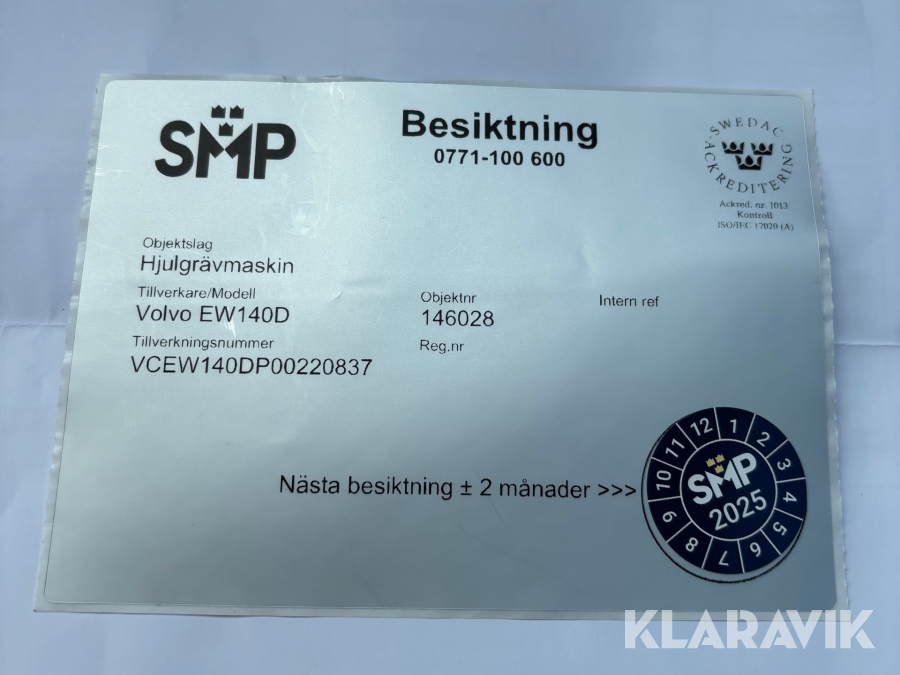 SMP
Besiktning
0771-100 600
SWEDAC
ACKREDITERING
Ackred. nr. 1013
Kontroll
ISO/IEC 17020 (A)
Objektslag
Hjulgrävmaskin
Tillverkare/Modell
Volvo EW140D
Objektnr
146028
Intern ref
Tillverkningsnummer
VCEW140DP00220837
Reg.nr
Nästa besiktning ± 2 månader >>>
1 2 3 4 5 6 7 8 9 10 11 12
SMP
2025
KLARAVIK